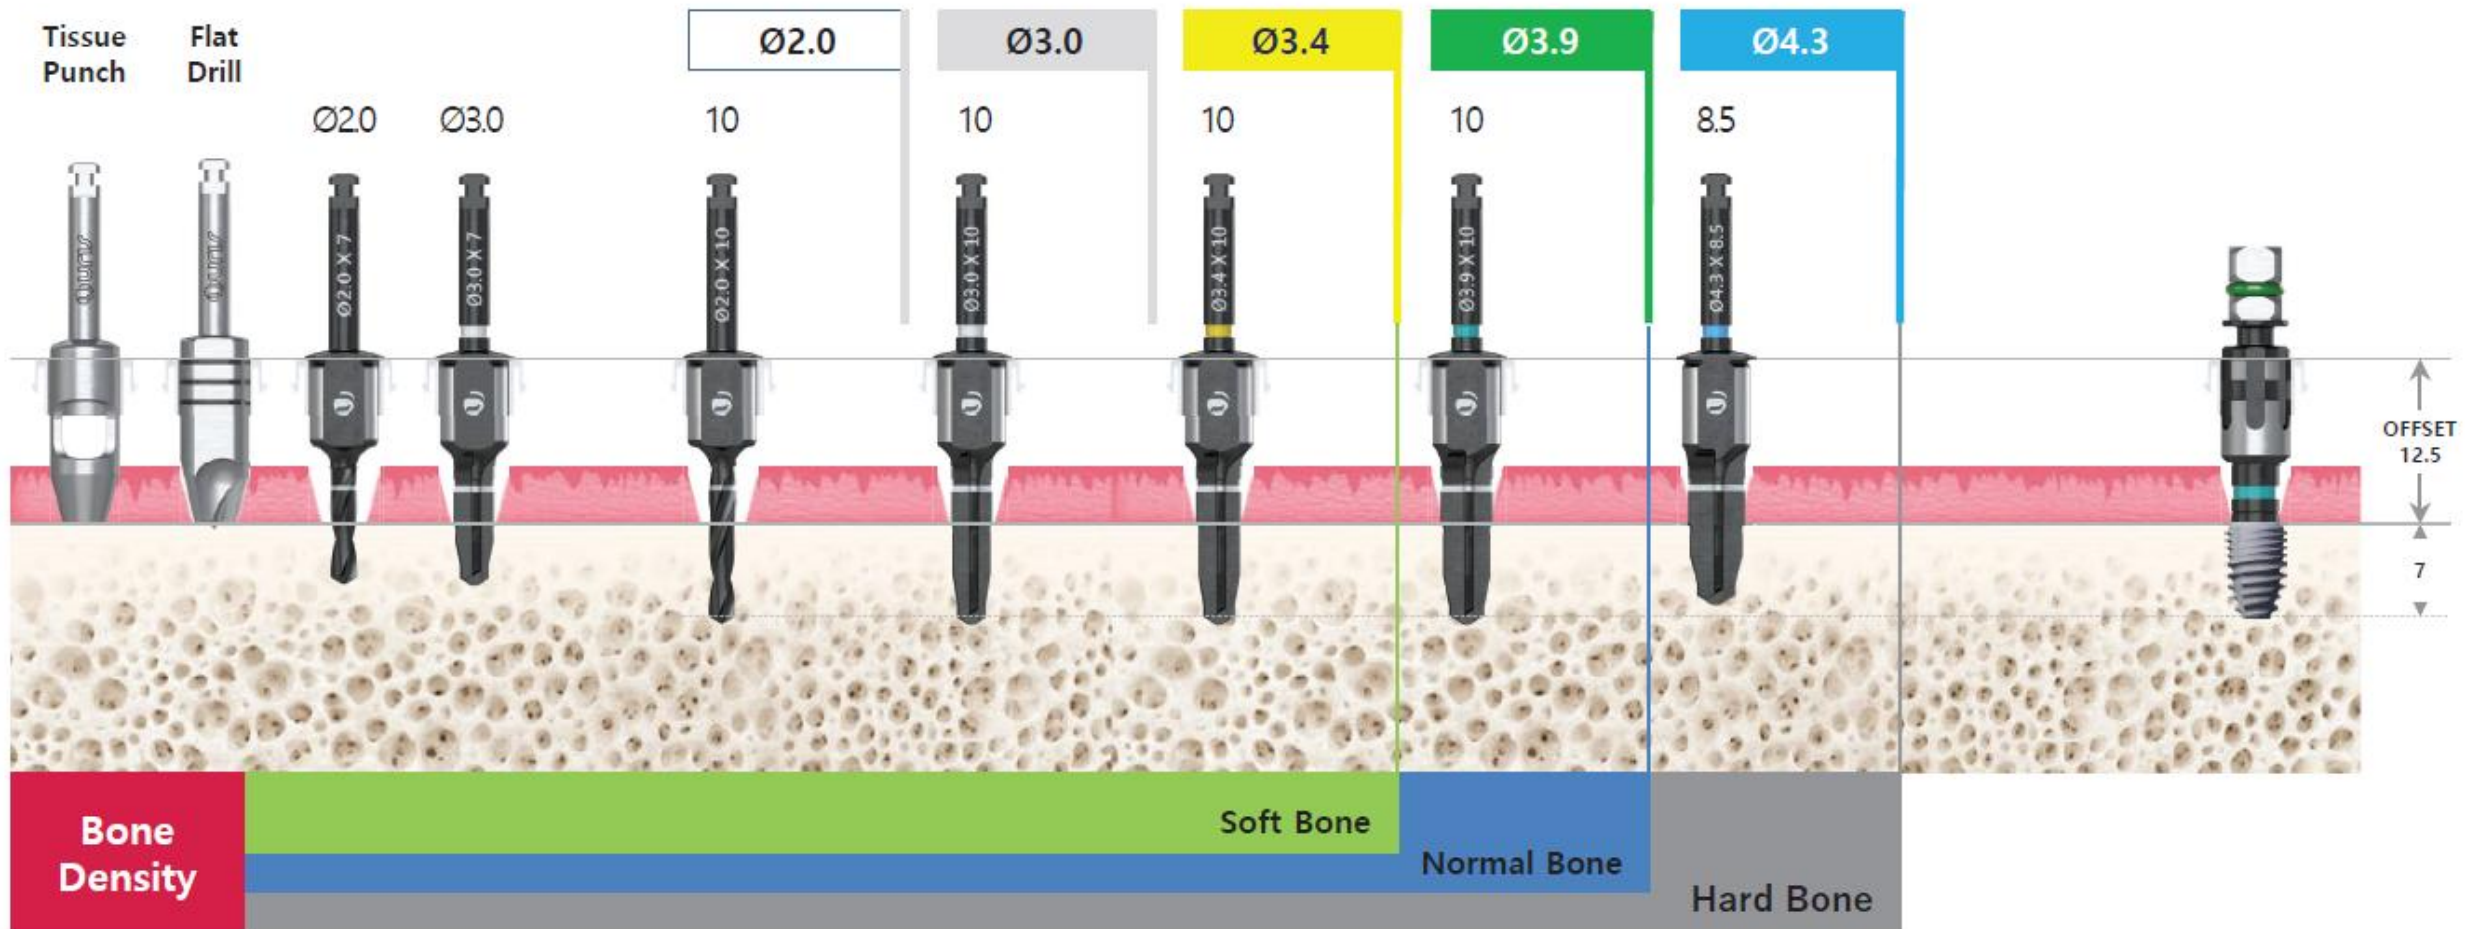 Tissue
Punch
Flat
Drill
Ø2.0
Ø3.0
Ø3.4
Ø3.9
Ø4.3
Ø2.0
Ø3.0
10
10
10
10
8.5
Ø2.0 X 7
Ø3.0 X 7
Ø2.0 X 10
Ø3.0 X 10
Ø3.4 X 10
Ø3.9 X 10
Ø4.3 X 8.5
OFFSET
12.5
7
Bone
Density
Soft Bone
Normal Bone
Hard Bone